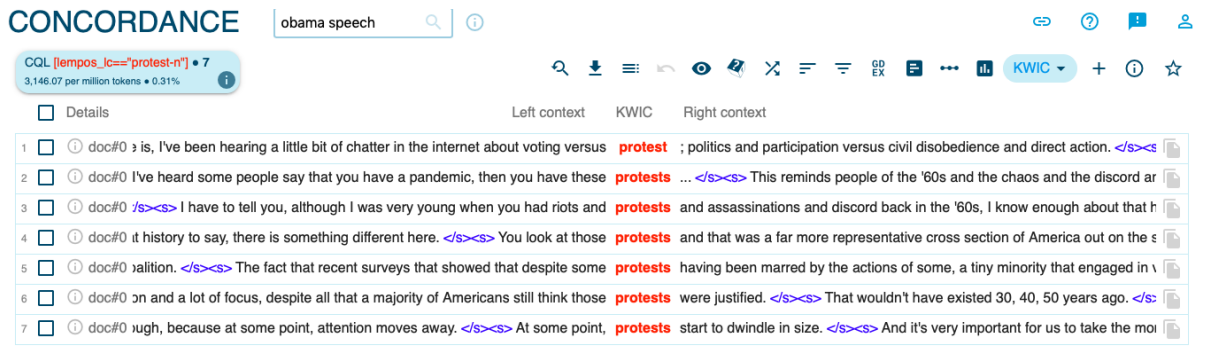 CONCORDANCE obama speech
CQL [lempos_lc=="protest-n"] ● 7
3,146.07 per million tokens ● 0.31%
GD EX KWIC
Details Left context KWIC Right context
1 doc#0 e is, I've been hearing a little bit of chatter in the internet about voting versus protest ; politics and participation versus civil disobedience and direct action. </s><s
2 doc#0 I've heard some people say that you have a pandemic, then you have these protests ... </s><s> This reminds people of the '60s and the chaos and the discord ar
3 doc#0 /s><s> I have to tell you, although I was very young when you had riots and protests and assassinations and discord back in the '60s, I know enough about that h
4 doc#0 at history to say, there is something different here. </s><s> You look at those protests and that was a far more representative cross section of America out on the s
5 doc#0 oalition. </s><s> The fact that recent surveys that showed that despite some protests having been marred by the actions of some, a tiny minority that engaged in v
6 doc#0 on and a lot of focus, despite all that a majority of Americans still think those protests were justified. </s><s> That wouldn't have existed 30, 40, 50 years ago. </s>
7 doc#0 ough, because at some point, attention moves away. </s><s> At some point, protests start to dwindle in size. </s><s> And it's very important for us to take the mor